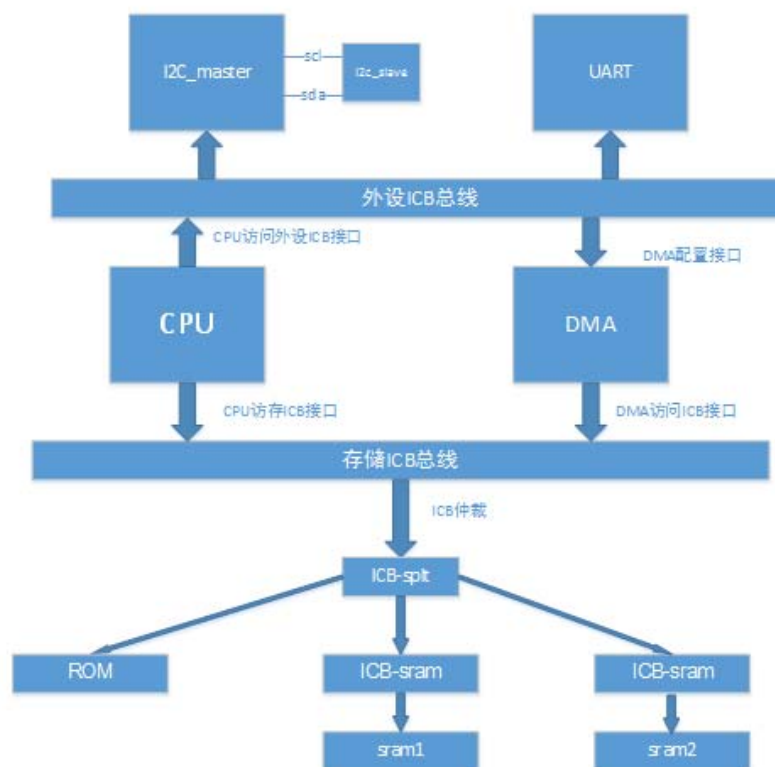 I2C_master
scl
I2c_slave
sda
UART
外设ICB总线
CPU访问外设ICB接口
DMA配置接口
CPU
DMA
CPU访存ICB接口
DMA访问ICB接口
存储ICB总线
ICB仲裁
ICB-splt
ROM
ICB-sram
ICB-sram
sram1
sram2